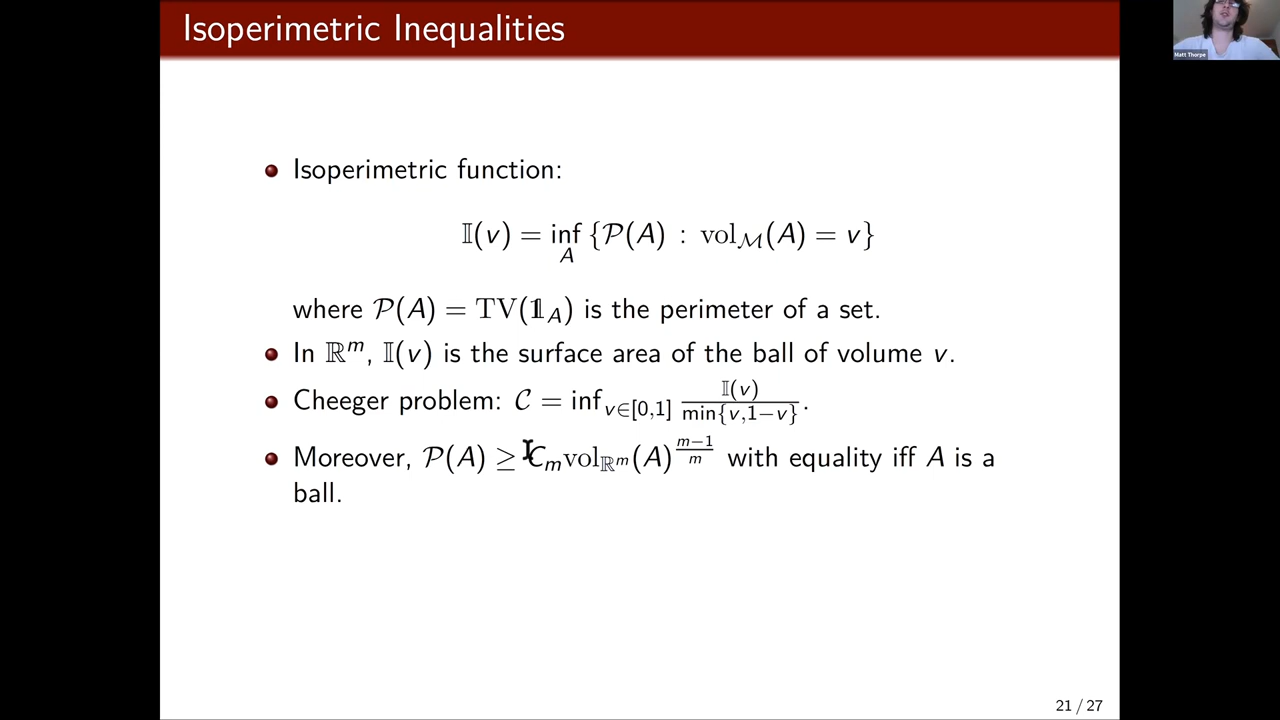 Isoperimetric Inequalities
Matt Thorpe
Isoperimetric function:
𝕀(v) = inf_A {𝒫(A) : vol_ℳ(A) = v}
where 𝒫(A) = TV(𝟙_A) is the perimeter of a set.
In ℝ^m, 𝕀(v) is the surface area of the ball of volume v.
Cheeger problem: 𝒞 = inf_{v∈[0,1]} 𝕀(v)/min{v,1−v}.
Moreover, 𝒫(A) ≥ C_m vol_{ℝ^m}(A)^{(m−1)/m} with equality iff A is a
ball.
21 / 27